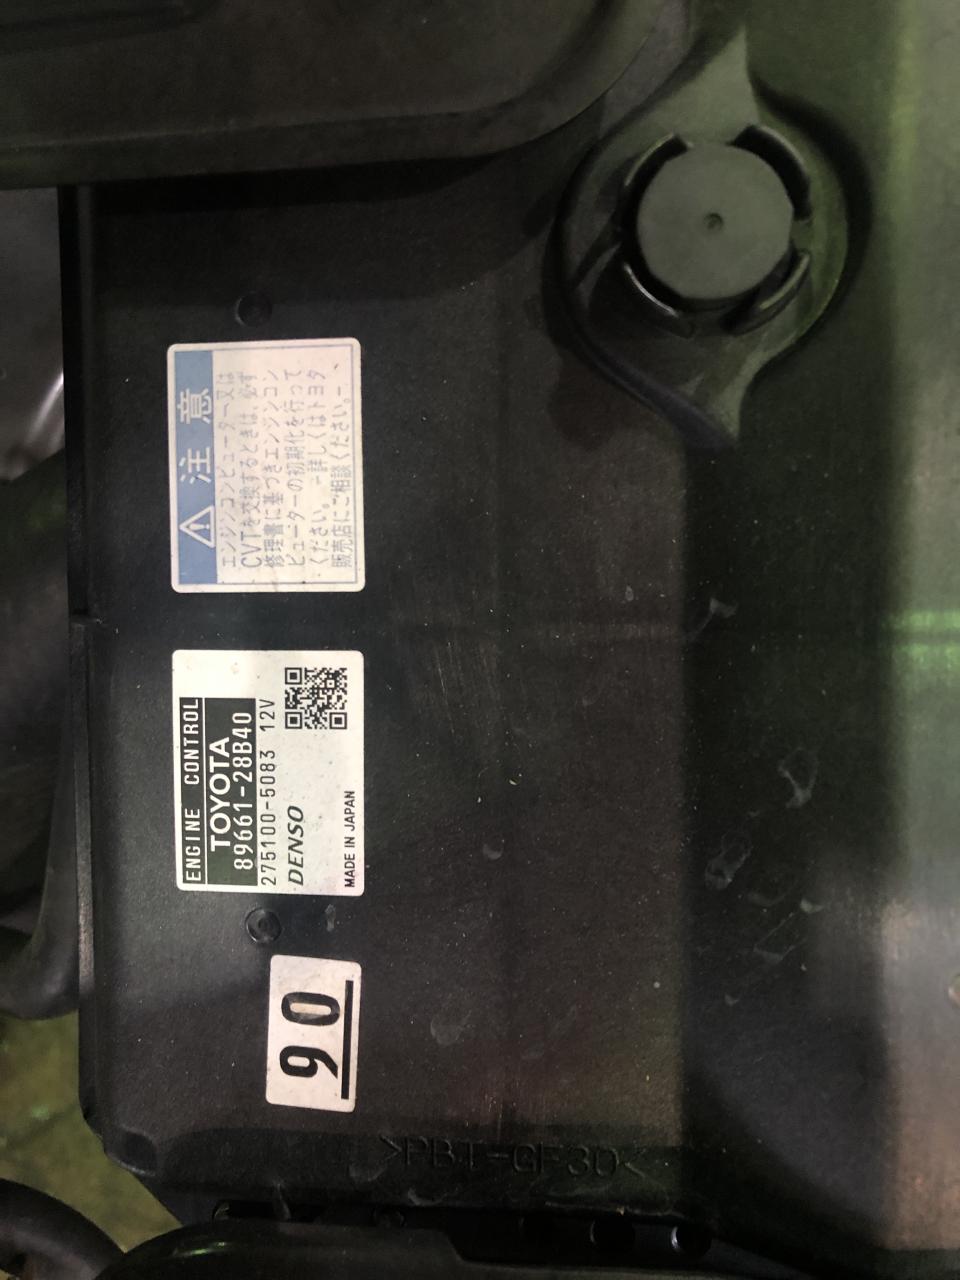 注意
エンジンコンピューター又は
CVTを交換するときは、必ず
修理書に基づきエンジンコン
ピューターの初期化を行って
ください。－詳しくはトヨタ
販売店にご相談ください。－
ENGINE CONTROL
TOYOTA
89661-28B40
275100-5083 12V
DENSO
MADE IN JAPAN
90
>PBT-GF30<